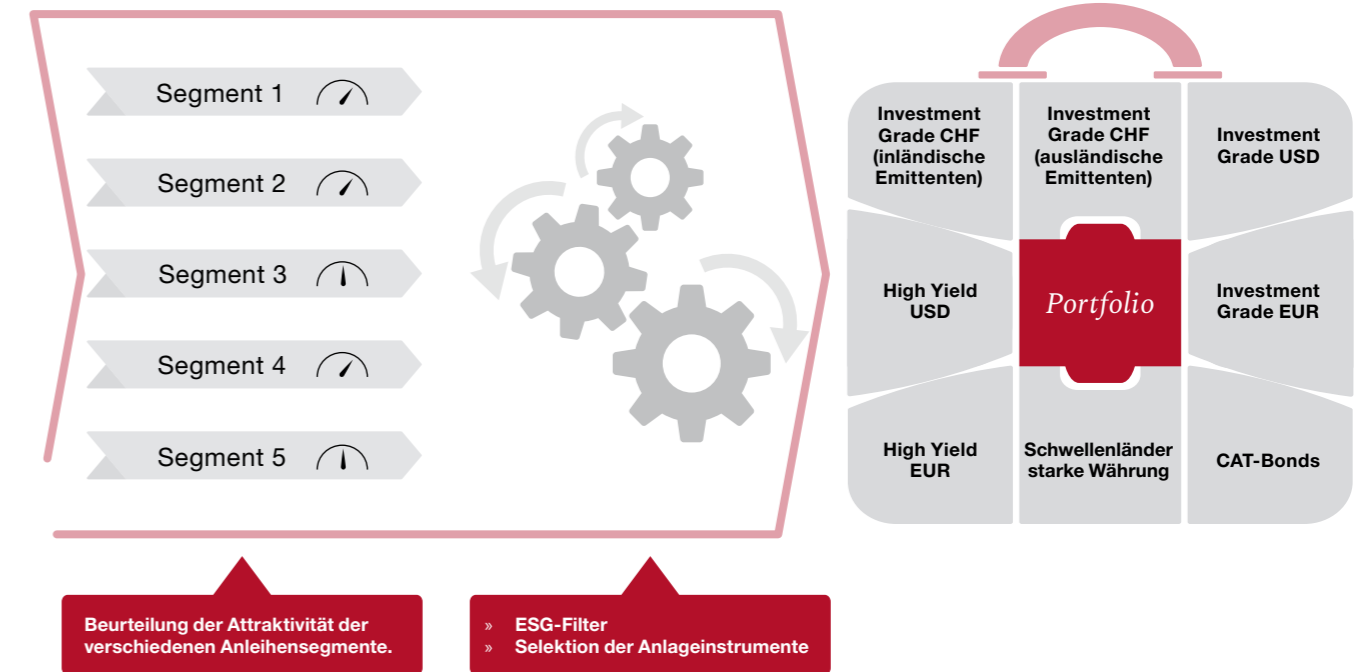 Segment 1
Segment 2
Segment 3
Segment 4
Segment 5
Beurteilung der Attraktivität der
verschiedenen Anleihensegmente.
» ESG-Filter
» Selektion der Anlageinstrumente
Investment
Grade CHF
(inländische
Emittenten)
Investment
Grade CHF
(ausländische
Emittenten)
Investment
Grade USD
High Yield
USD
Portfolio
Investment
Grade EUR
High Yield
EUR
Schwellenländer
starke Währung
CAT-Bonds